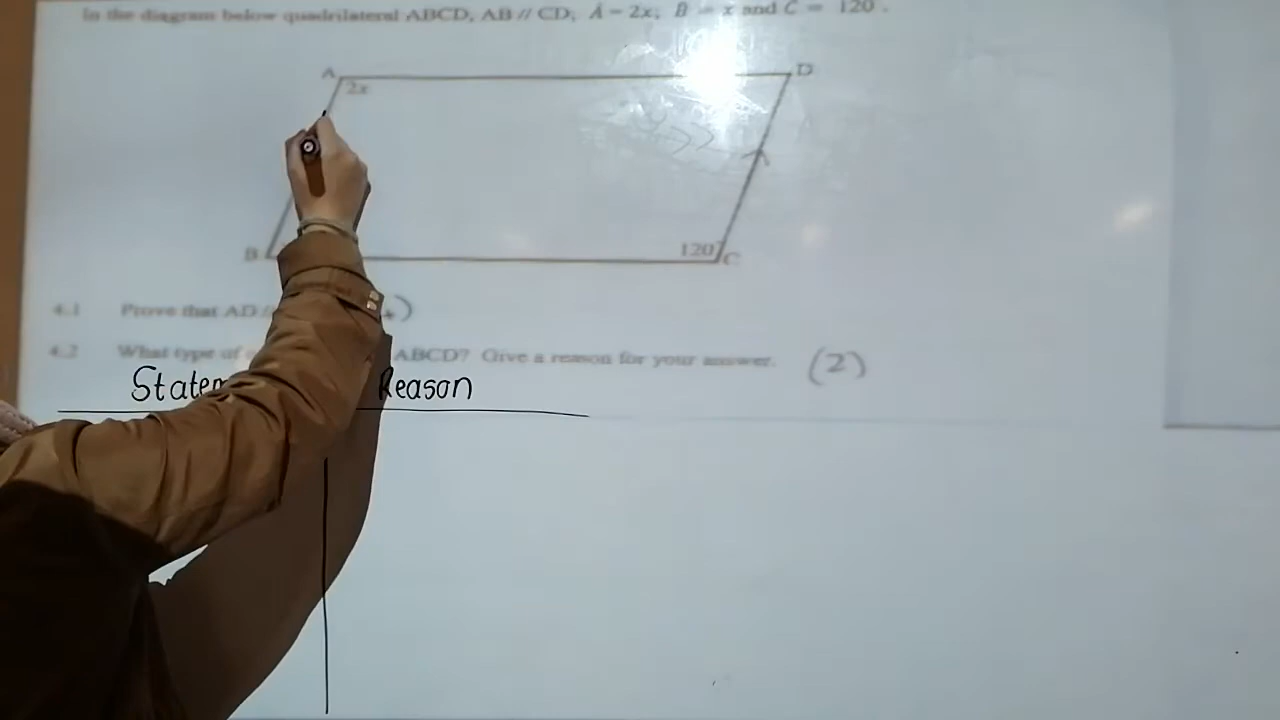 In the diagram below quadrilateral ABCD, AB // CD, Â = 2x, B̂ = x and Ĉ = 120°.
A D
2x
120°
B C
4.1 Prove that AD //
4.2 What type of ABCD? Give a reason for your answer. (2)
Reason